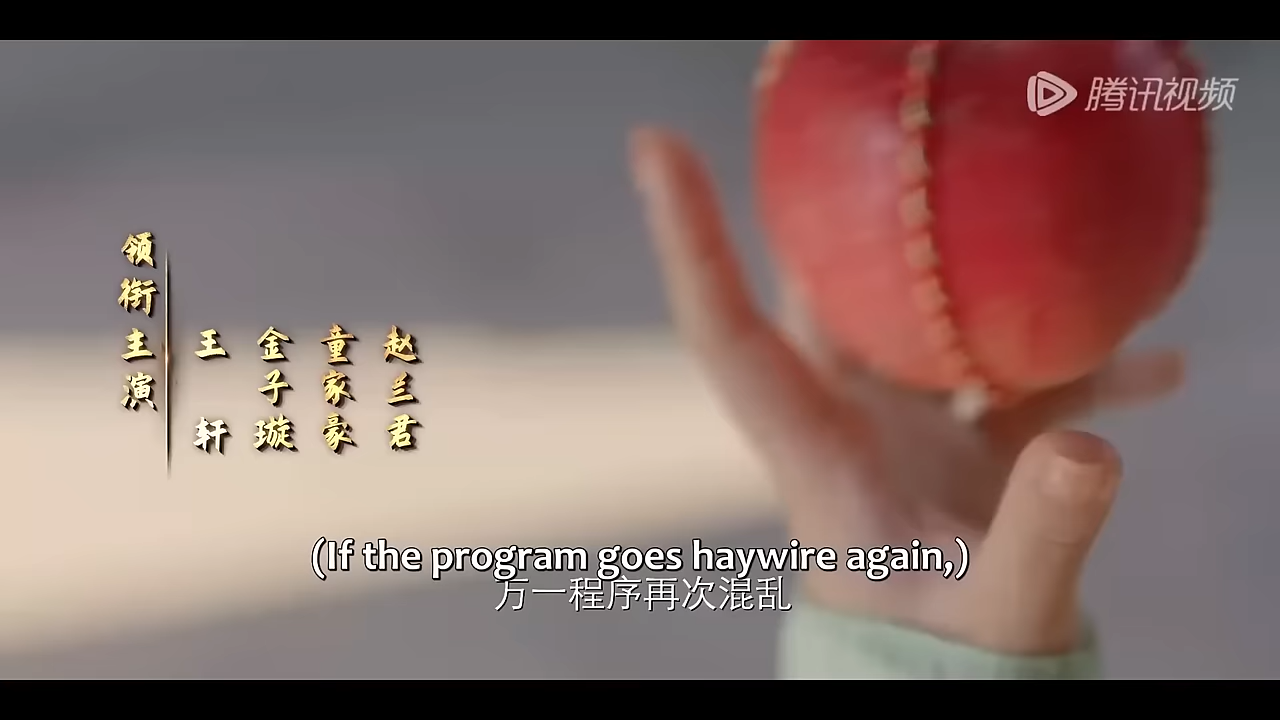 腾讯视频
领衔主演
王轩
金子璇
童家豪
赵兰君
(If the program goes haywire again,)
万一程序再次混乱